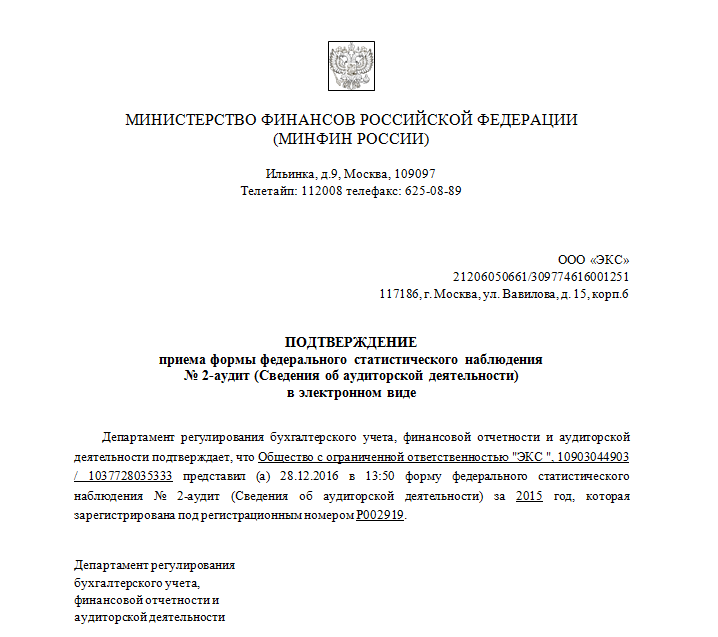 МИНИСТЕРСТВО ФИНАНСОВ РОССИЙСКОЙ ФЕДЕРАЦИИ
(МИНФИН РОССИИ)
Ильинка, д.9, Москва, 109097
Телетайп: 112008 телефакс: 625-08-89
ООО «ЭКС»
21206050661/309774616001251
117186, г. Москва, ул. Вавилова, д. 15, корп.6
ПОДТВЕРЖДЕНИЕ
приема формы федерального статистического наблюдения
№ 2-аудит (Сведения об аудиторской деятельности)
в электронном виде
Департамент регулирования бухгалтерского учета, финансовой отчетности и аудиторской
деятельности подтверждает, что Общество с ограниченной ответственностью "ЭКС ", 10903044903
/ 1037728035333 представил (а) 28.12.2016 в 13:50 форму федерального статистического
наблюдения № 2-аудит (Сведения об аудиторской деятельности) за 2015 год, которая
зарегистрирована под регистрационным номером Р002919.
Департамент регулирования
бухгалтерского учета,
финансовой отчетности и
аудиторской деятельности